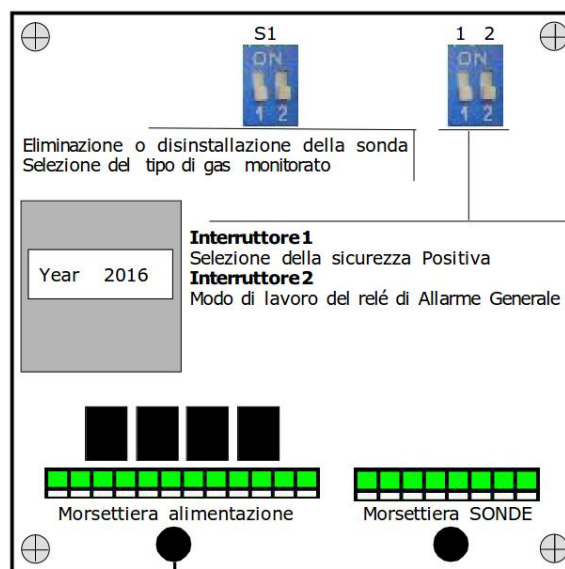 S1
1 2
ON
1 2
ON
1 2
Eliminazione o disinstallazione della sonda
Selezione del tipo di gas monitorato
Interruttore1
Selezione della sicurezza Positiva
Interruttore2
Modo di lavoro del relé di Allarme Generale
Year 2016
Morsettiera alimentazione
Morsettiera SONDE